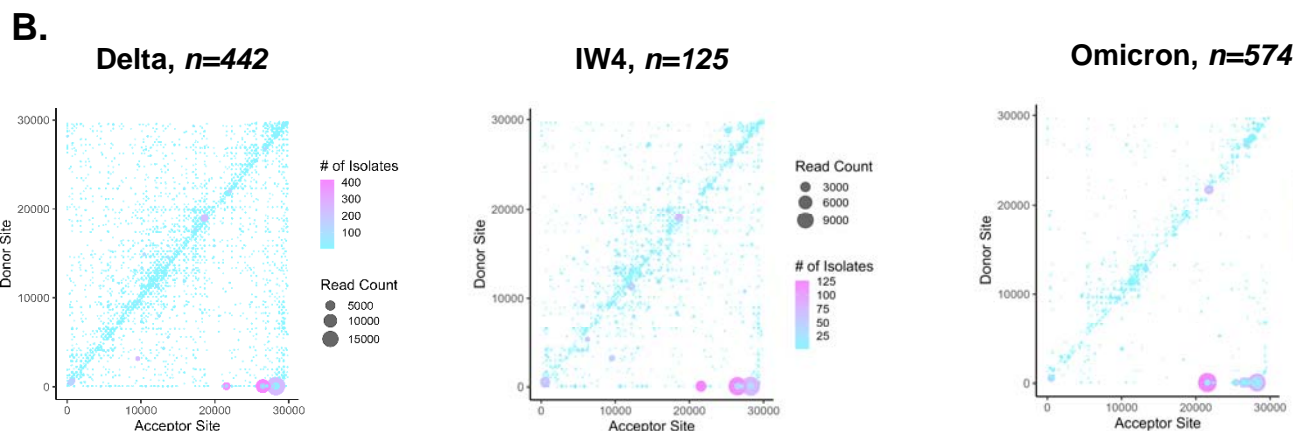 B.
Delta, n=442
IW4, n=125
Omicron, n=574
30000
20000
10000
0
Donor Site
0 10000 20000 30000
Acceptor Site
# of Isolates
400
300
200
100
Read Count
5000
10000
15000
30000
20000
10000
0
Donor Site
0 10000 20000 30000
Acceptor Site
Read Count
3000
6000
9000
# of Isolates
125
100
75
50
25
30000
20000
10000
0
Donor Site
0 10000 20000 30000
Acceptor Site